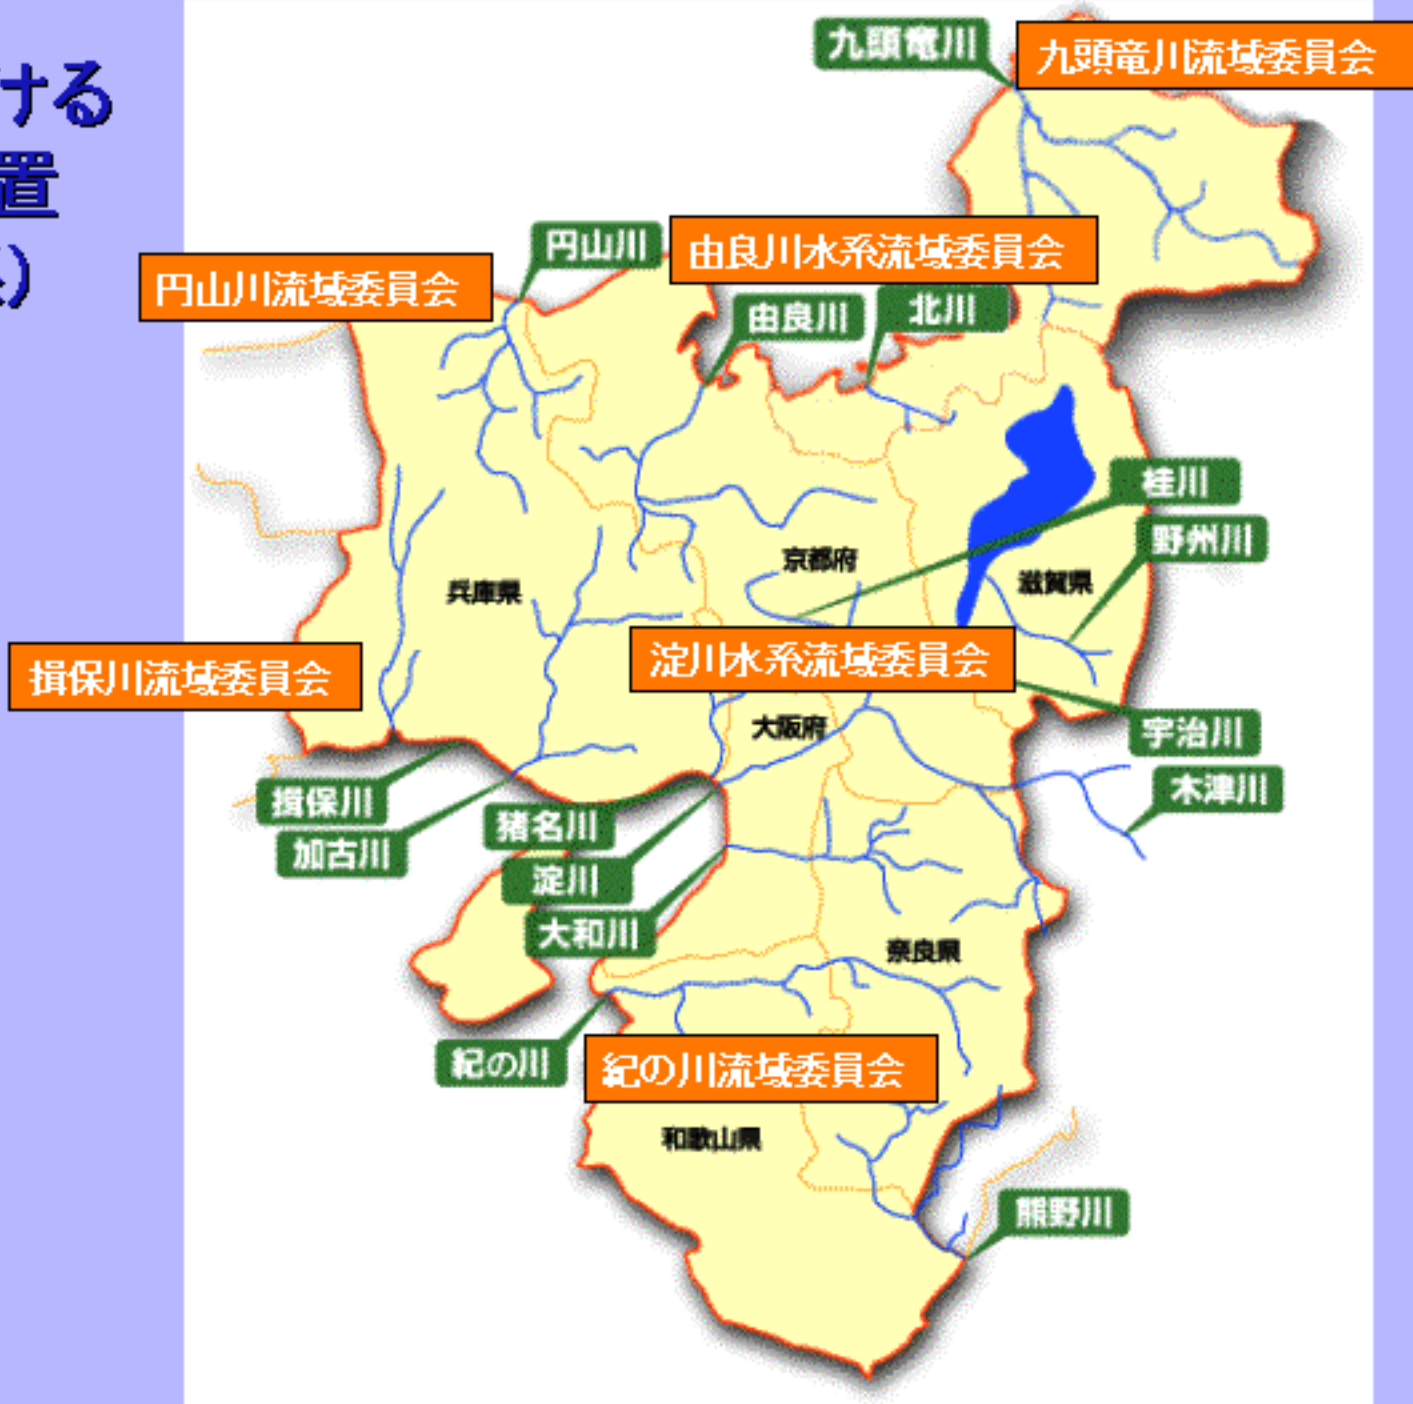 ける
置
)
九頭竜川
九頭竜川流域委員会
円山川
由良川水系流域委員会
円山川流域委員会
由良川
北川
桂川
野州川
京都府
滋賀県
兵庫県
淀川水系流域委員会
揖保川流域委員会
大阪府
宇治川
木津川
揖保川
猪名川
加古川
淀川
大和川
奈良県
紀の川
紀の川流域委員会
和歌山県
熊野川